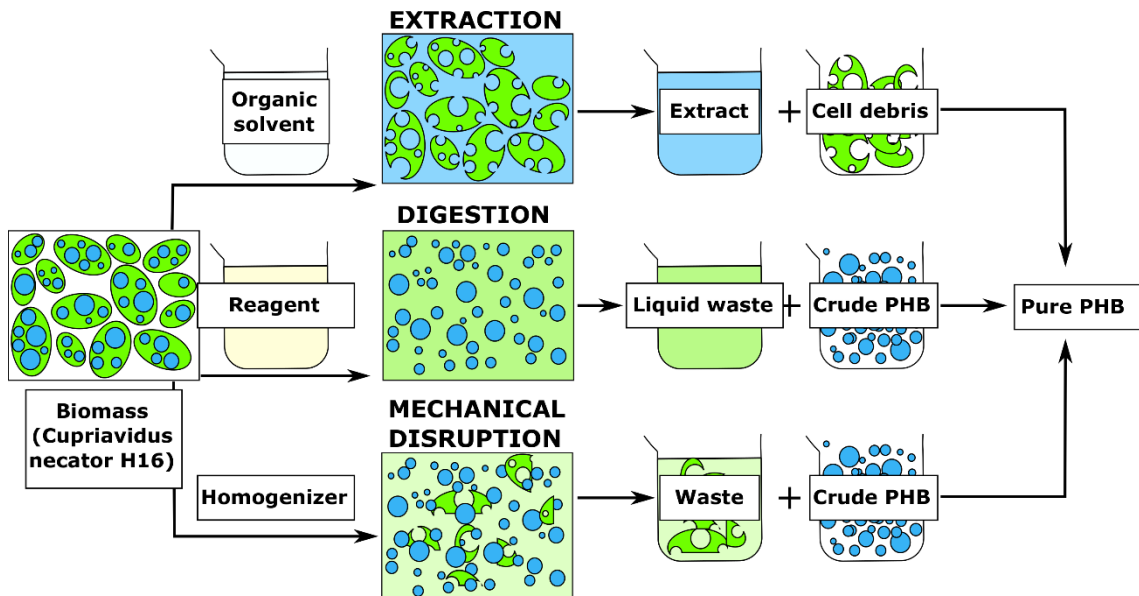 EXTRACTION
Organic
solvent
Extract
+
Cell debris
DIGESTION
Reagent
Liquid waste
+
Crude PHB
Pure PHB
Biomass
(Cupriavidus
necator H16)
MECHANICAL
DISRUPTION
Homogenizer
Waste
+
Crude PHB